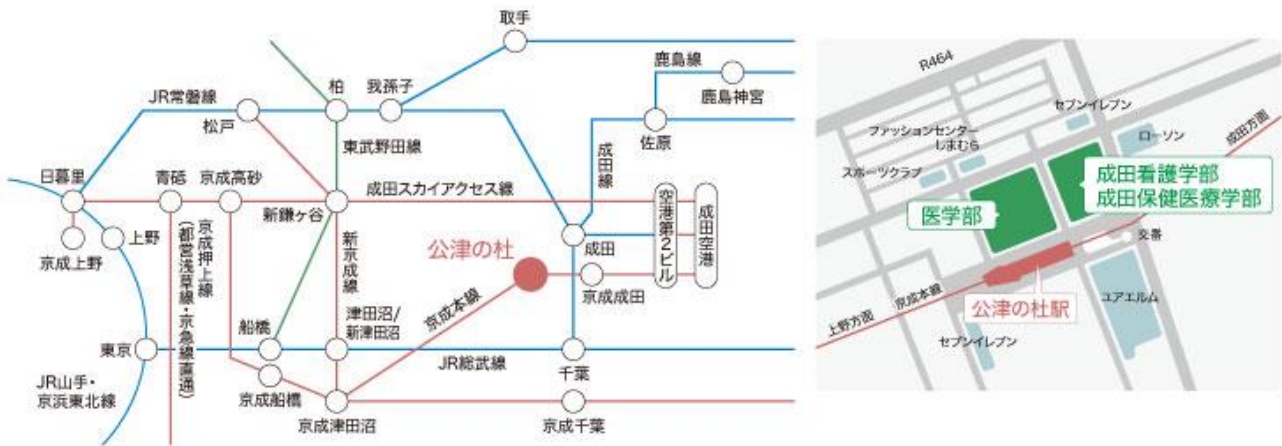 取手
鹿島線
柏
我孫子
鹿島神宮
JR常磐線
松戸
東武野田線
成田線
佐原
日暮里
青砥
京成高砂
新鎌ヶ谷
成田スカイアクセス線
空港第2ビル
成田空港
上野
京成上野
京成押上線
(都営浅草線・京急線直通)
新京成線
公津の杜
成田
京成成田
京成本線
船橋
津田沼/
新津田沼
東京
JR総武線
千葉
JR山手・
京浜東北線
京成船橋
京成津田沼
京成千葉
R464
セブンイレブン
ファッションセンター
しまむら
ローソン
成田方面
スポーツクラブ
成田看護学部
成田保健医療学部
医学部
交番
京成本線
公津の杜駅
ユアエルム
上野方面
セブンイレブン